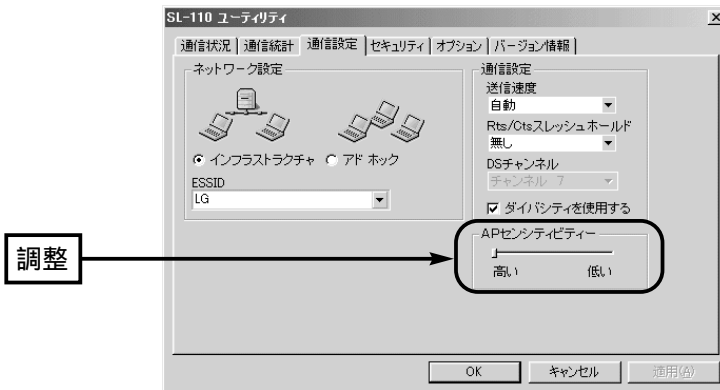 SL-110 ユーティリティ
通信状況 通信統計 通信設定 セキュリティ オプション バージョン情報
ネットワーク設定
インフラストラクチャ アド ホック
ESSID
LG
通信設定
送信速度
自動
Rts/Ctsスレッシュホールド
無し
DSチャンネル
チャンネル 7
ダイバシティを使用する
APセンシティビティー
高い 低い
調整
OK キャンセル 適用(A)